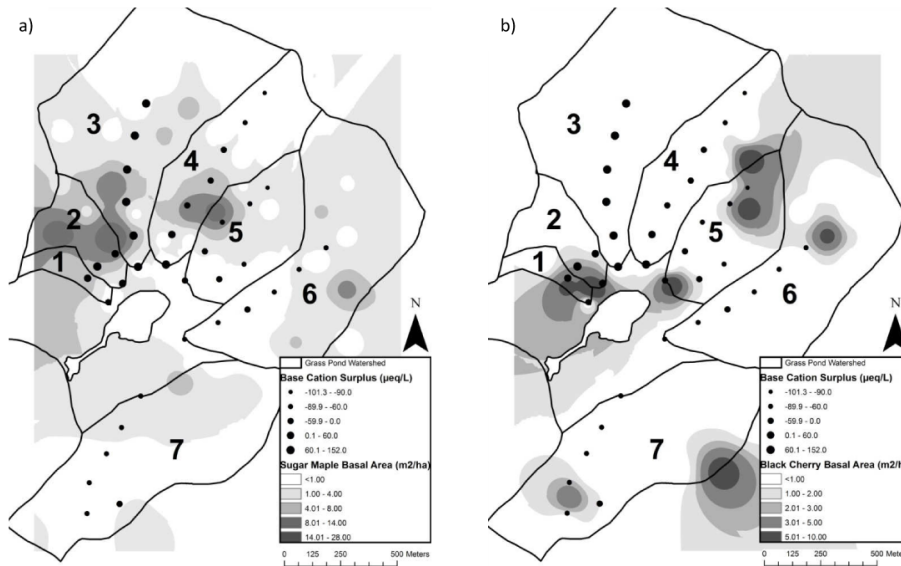 a)
3
4
2
5
1
6
7
N
Grass Pond Watershed
Base Cation Surplus (µeq/L)
-101.3 - -90.0
-89.9 - -60.0
-59.9 - 0.0
0.1 - 60.0
60.1 - 152.0
Sugar Maple Basal Area (m2/ha)
<1.00
1.00 - 4.00
4.01 - 8.00
8.01 - 14.00
14.01 - 28.00
0 125 250 500 Meters
b)
3
4
2
5
1
6
7
N
Grass Pond Watershed
Base Cation Surplus (µeq/L)
-101.3 - -90.0
-89.9 - -60.0
-59.9 - 0.0
0.1 - 60.0
60.1 - 152.0
Black Cherry Basal Area (m2/h
<1.00
1.00 - 2.00
2.01 - 3.00
3.01 - 5.00
5.01 - 10.00
0 125 250 500 Meters